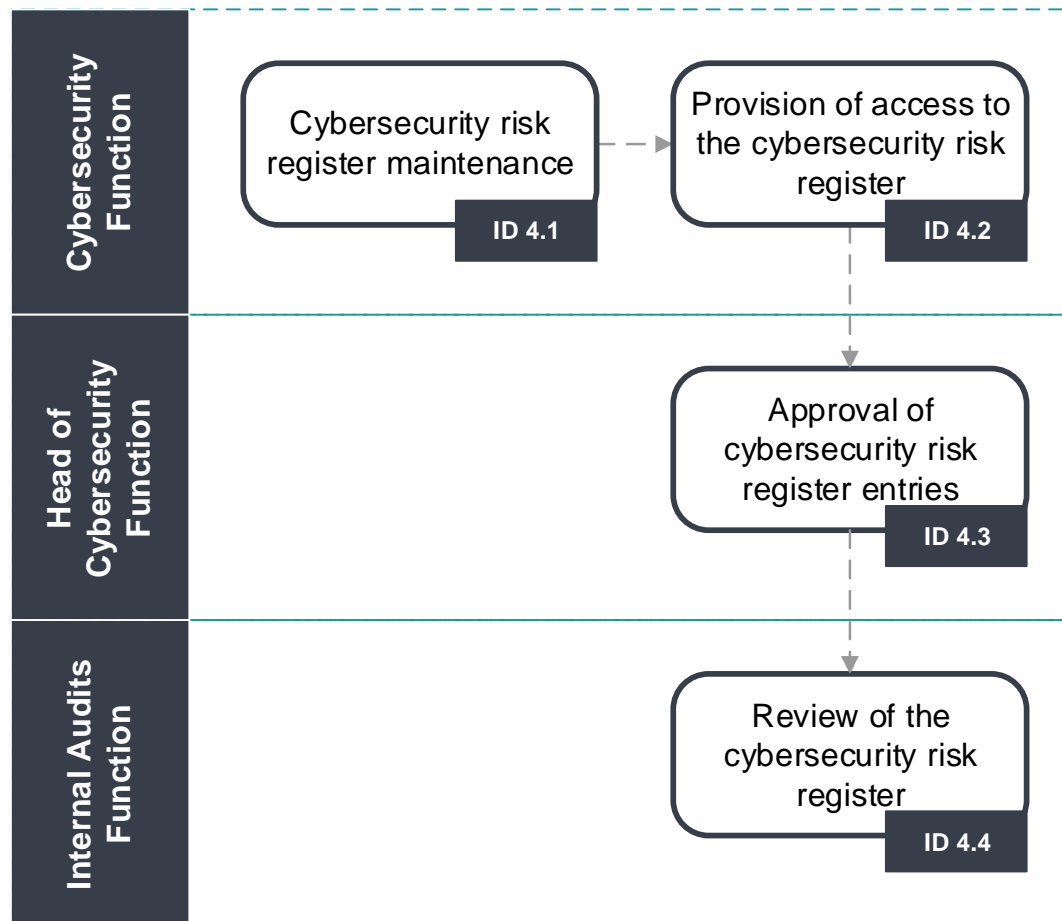 Cybersecurity
Function
Cybersecurity risk
register maintenance
ID 4.1
Provision of access to
the cybersecurity risk
register
ID 4.2
Head of
Cybersecurity
Function
Approval of
cybersecurity risk
register entries
ID 4.3
Internal Audits
Function
Review of the
cybersecurity risk
register
ID 4.4